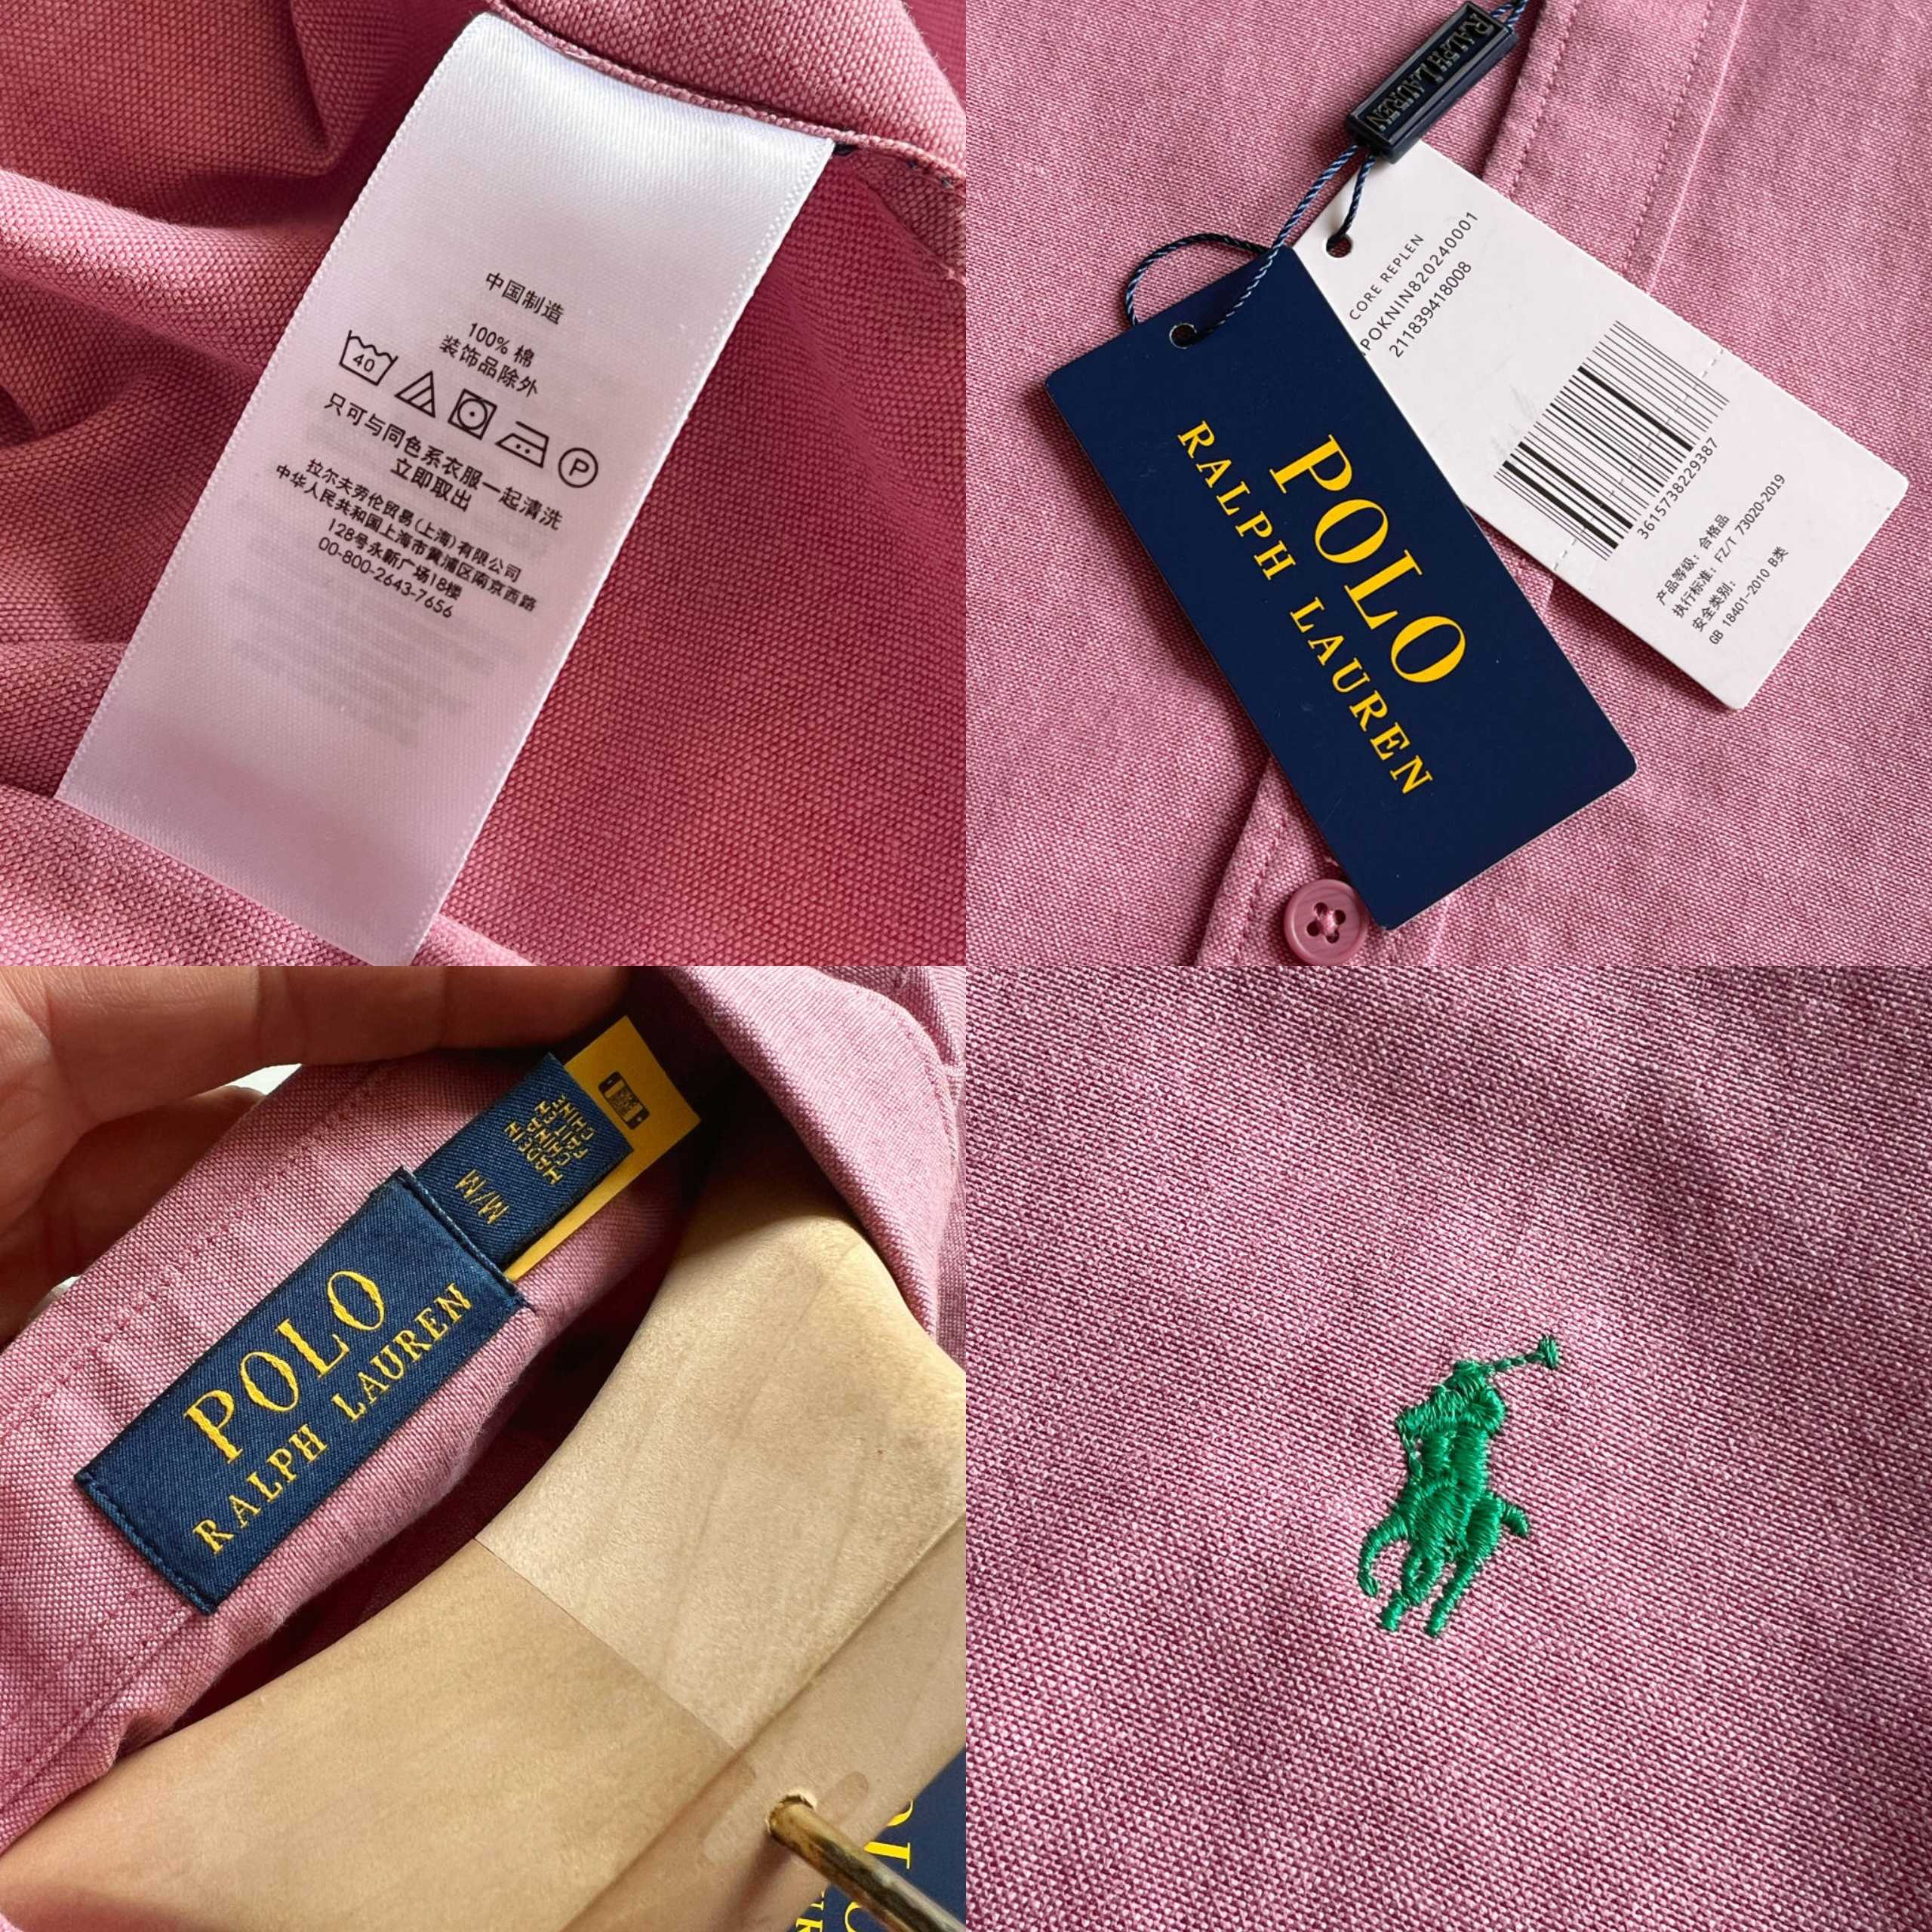 中国制造
100% 棉
装饰品除外
40
P
只可与同色系衣服一起清洗
立即取出
拉尔夫劳伦贸易(上海)有限公司
中华人民共和国上海市黄浦区南京西路
128号永新广场18楼
00-800-2643-7656
RALPH LAUREN
CORE REPLEN
POKNIN820240001
211839418008
3615738229387
产品等级: 合格品
执行标准: FZ/T 73020-2019
安全类别:
GB 18401-2010 B类
POLO
RALPH LAUREN
M/M
POLO
RALPH LAUREN